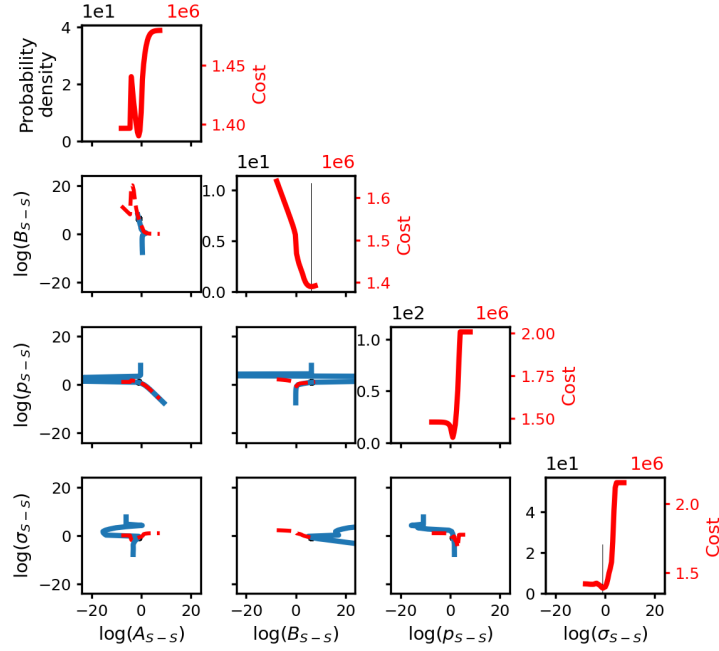 4 1e1 1e6
Probability density
4
2
0
1.45
1.40
Cost
−20 0 20
1e1 1e6
log(B_{S−S})
20
0
−20
1.0
0.5
0.0
1.6
1.5
1.4
Cost
1e2 1e6
log(p_{S−S})
20
0
−20
1.0
0.5
0.0
2.00
1.75
1.50
Cost
1e1 1e6
log(σ_{S−S})
20
0
−20
4
2
0
2.0
1.5
Cost
−20 0 20
−20 0 20
−20 0 20
−20 0 20
log(A_{S−S})
log(B_{S−S})
log(p_{S−S})
log(σ_{S−S})